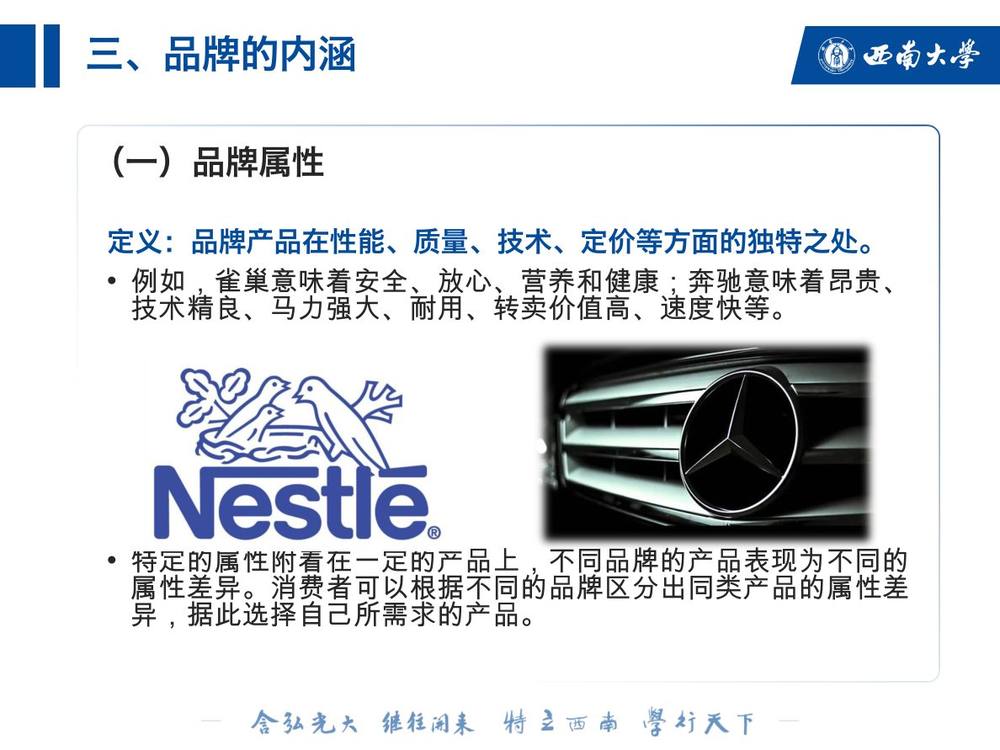 三、品牌的内涵
西南大学
（一）品牌属性
定义：品牌产品在性能、质量、技术、定价等方面的独特之处。
• 例如，雀巢意味着安全、放心、营养和健康；奔驰意味着昂贵、
技术精良、马力强大、耐用、转卖价值高、速度快等。
Nestlé®
• 特定的属性附着在一定的产品上，不同品牌的产品表现为不同的
属性差异。消费者可以根据不同的品牌区分出同类产品的属性差
异，据此选择自己所需求的产品。
含弘光大 继往开来 特立西南 学行天下